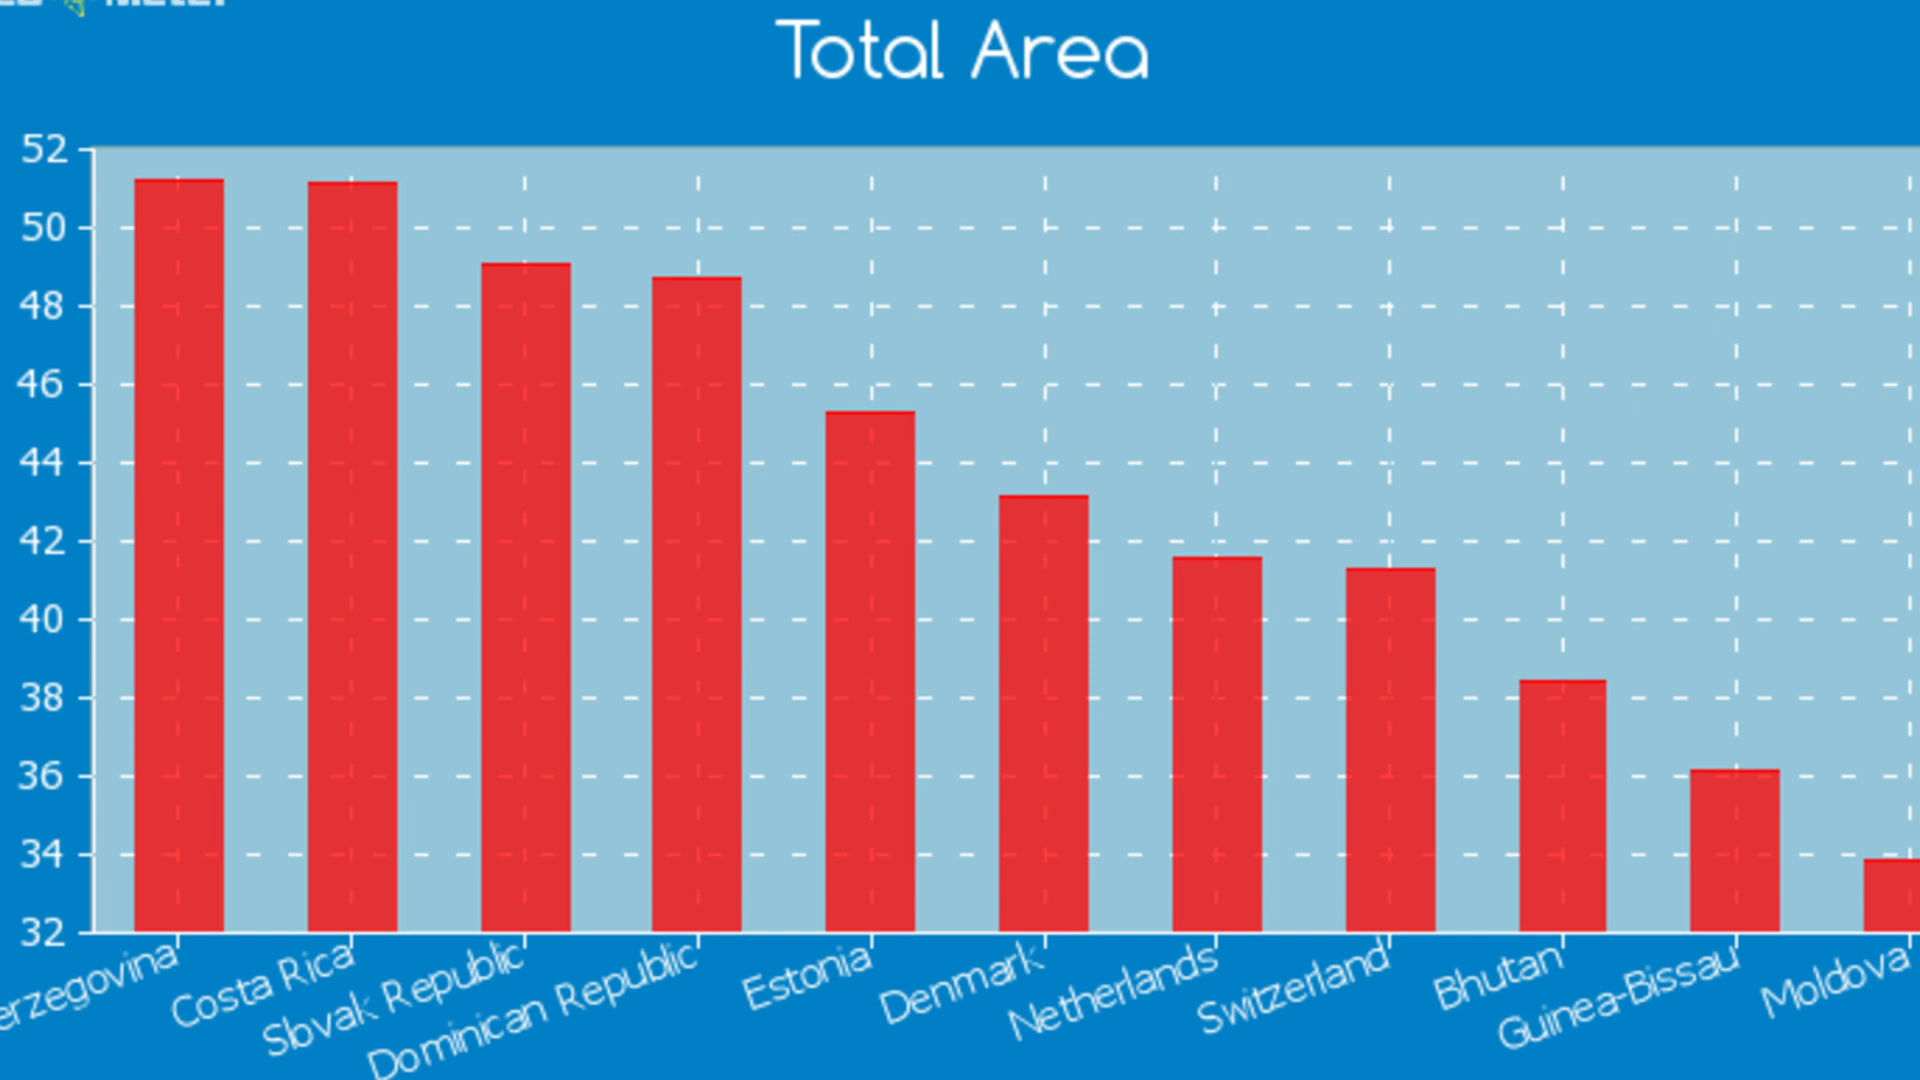 Total Area
52
50
48
46
44
42
40
38
36
34
32
erzegovina
Costa Rica
Slovak Republic
Dominican Republic
Estonia
Denmark
Netherlands
Switzerland
Bhutan
Guinea-Bissau
Moldova